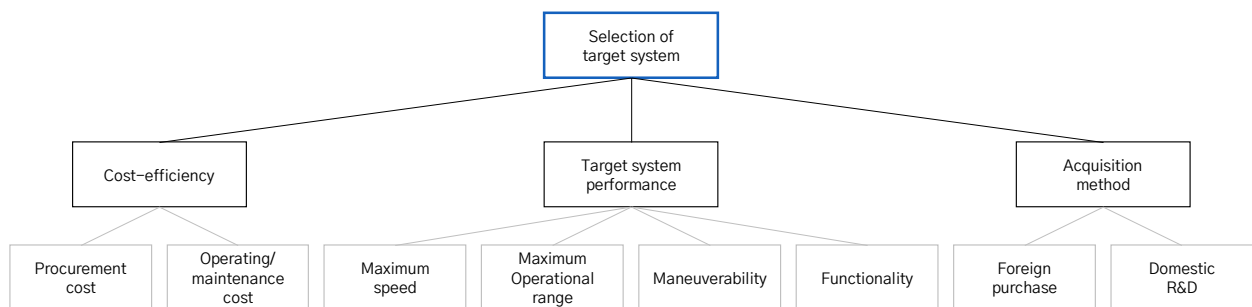 Selection of
target system
Cost-efficiency
Target system
performance
Acquisition
method
Procurement
cost
Operating/
maintenance
cost
Maximum
speed
Maximum
Operational
range
Maneuverability
Functionality
Foreign
purchase
Domestic
R&D